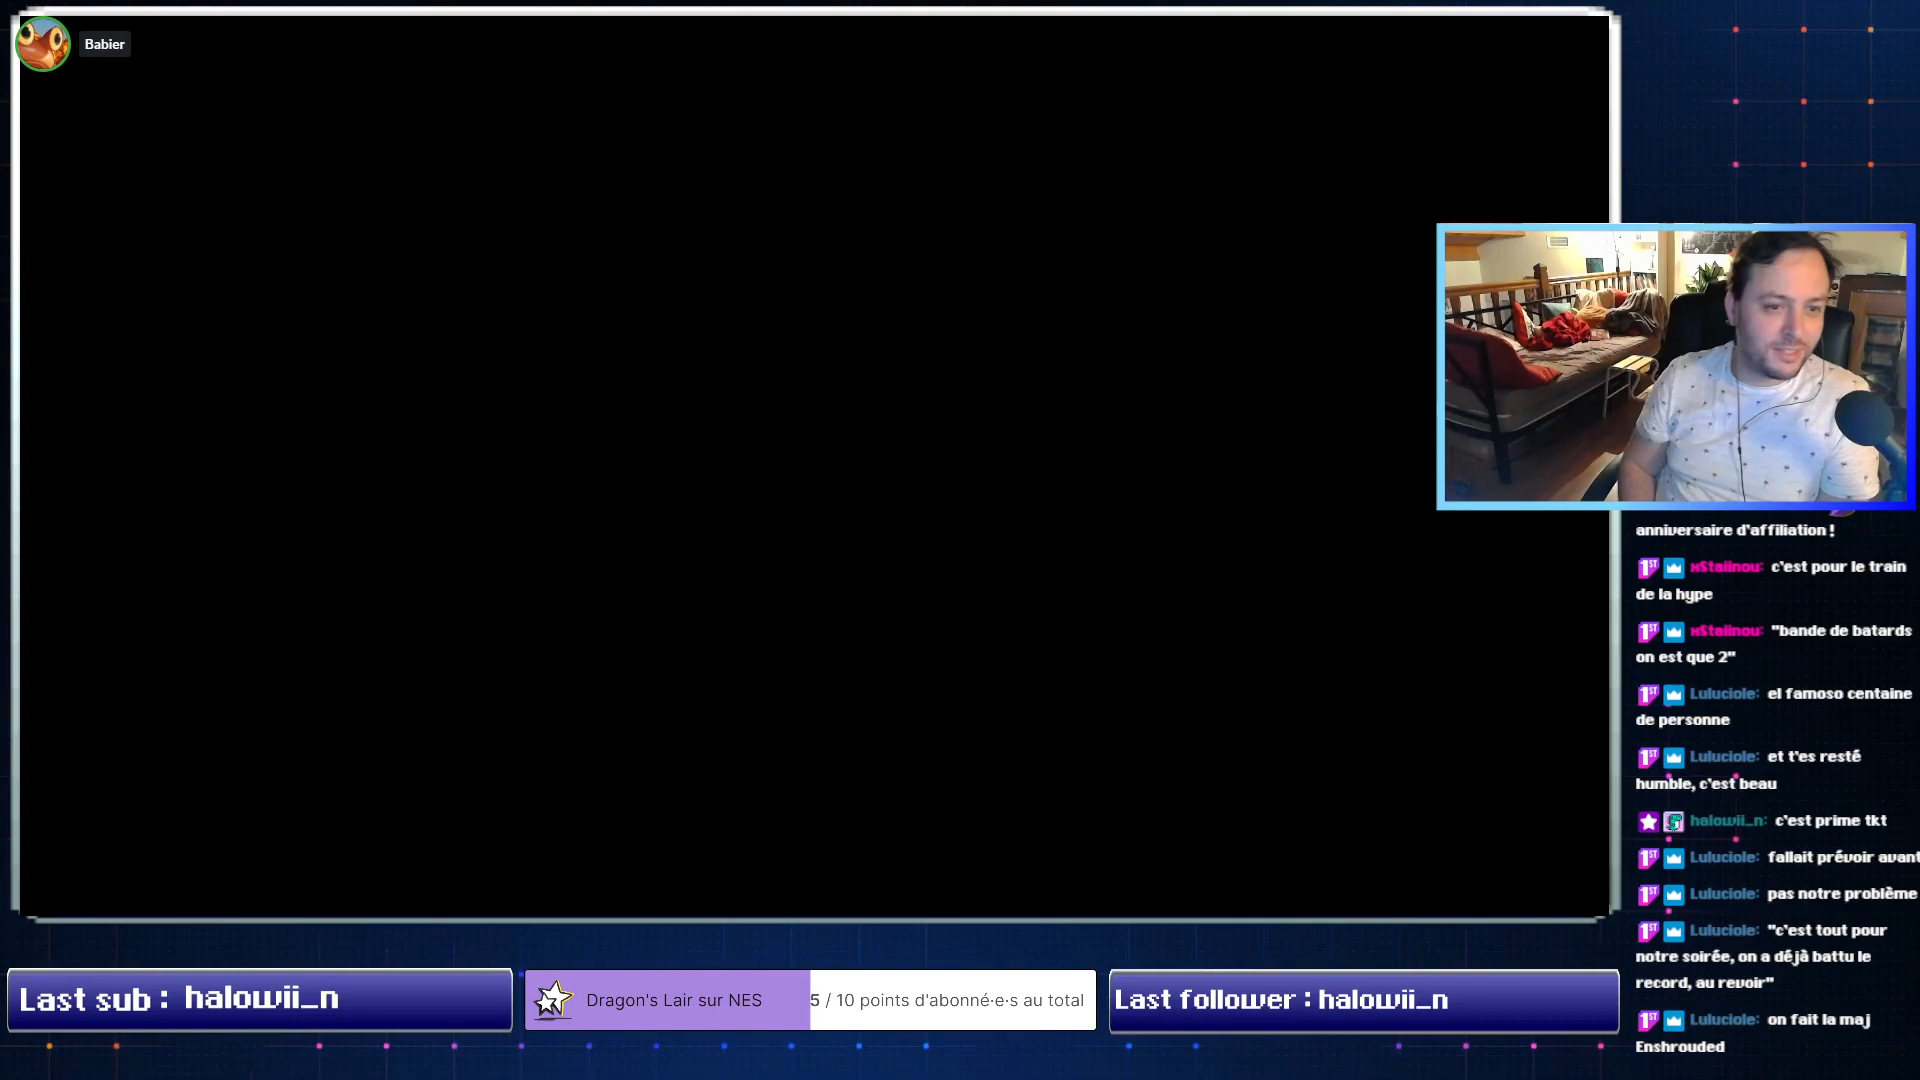 Babier
anniversaire d'affiliation !
xStaiinou: c'est pour le train
de la hype
xStaiinou: "bande de batards
on est que 2"
Luluciole: el famoso centaine
de personne
Luluciole: et t'es resté
humble, c'est beau
halowii_n: c'est prime tkt
Luluciole: fallait prévoir avant
Luluciole: pas notre problème
Luluciole: "c'est tout pour
notre soirée, on a déjà battu le
record, au revoir"
Luluciole: on fait la maj
Enshrouded
Last sub : halowii_n
Dragon's Lair sur NES
5 / 10 points d'abonné·e·s au total
Last follower : halowii_n